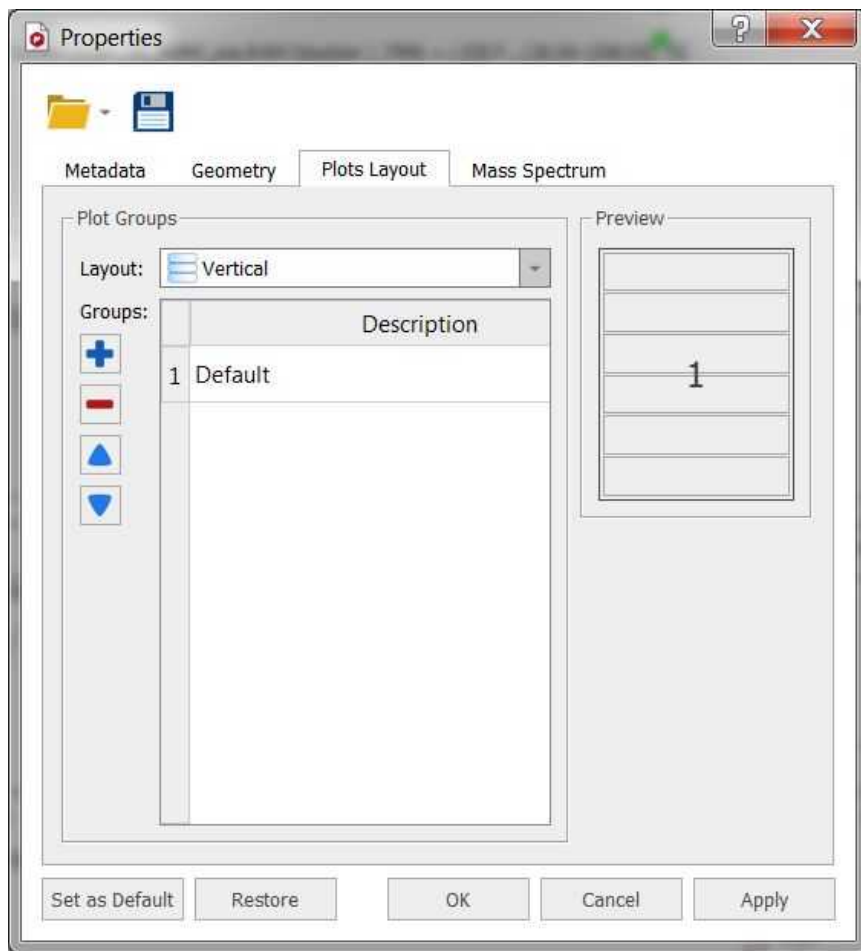 Properties
?
X
Metadata Geometry Plots Layout Mass Spectrum
Plot Groups
Preview
Layout: Vertical
Groups:
Description
1 Default
1
Set as Default Restore OK Cancel Apply